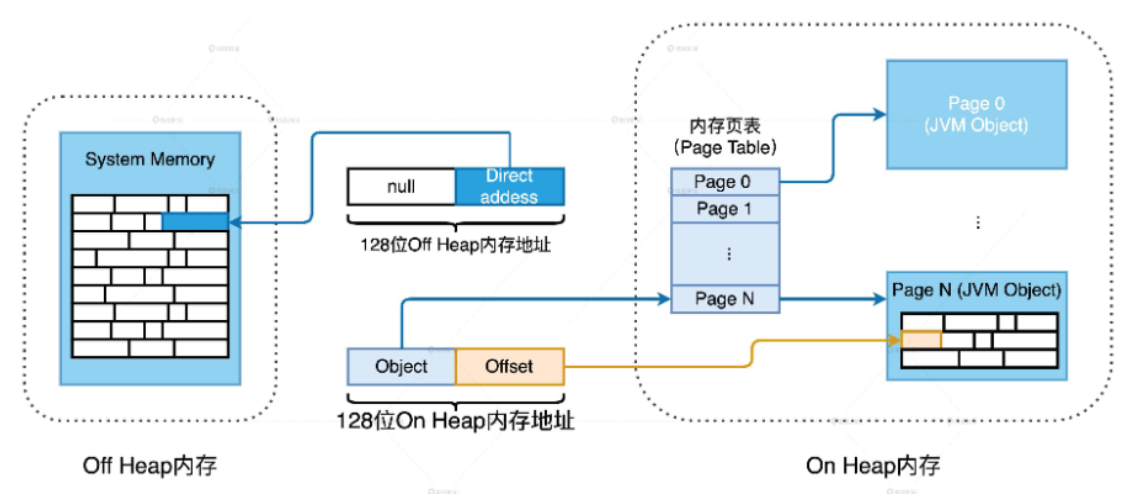 System Memory
null
Direct
addess
128位Off Heap内存地址
Object
Offset
128位On Heap内存地址
Off Heap内存
内存页表
（Page Table）
Page 0
Page 1
⋮
Page N
Page 0
(JVM Object)
⋮
Page N (JVM Object)
On Heap内存